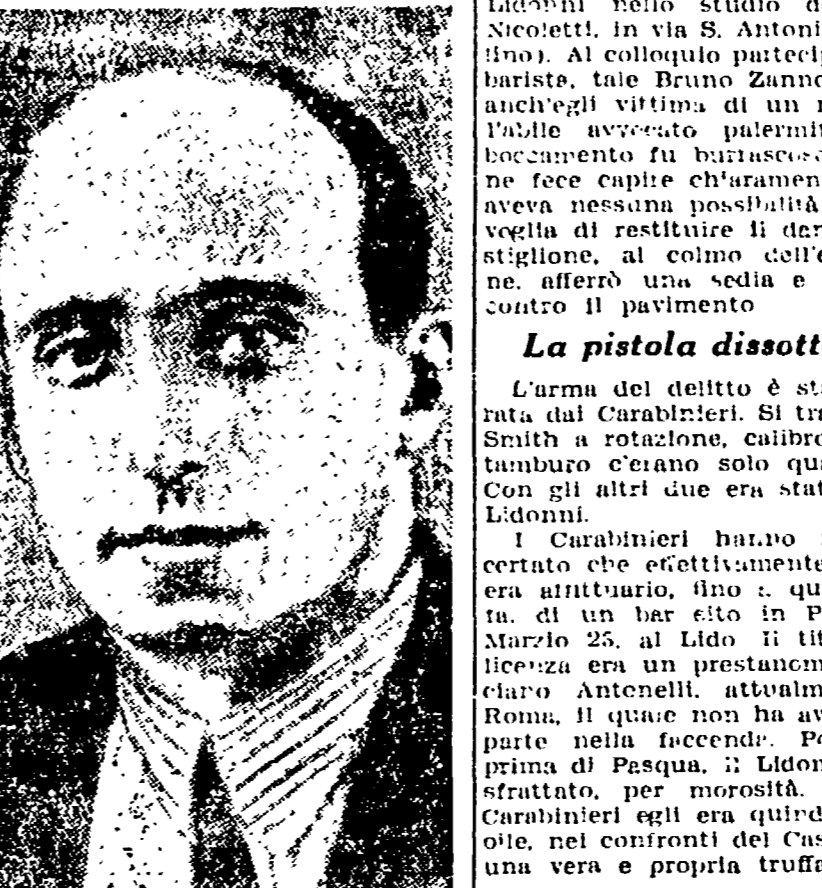 Lidonni nello studio d
Nicoletti, in via S. Antoni
lino). Al colloquio partecip
barista, tale Bruno Zanno
anch'egli vittima di un
l'abile avvocato palermit
boccamento fu burrascos
ne fece capire chiaramen
aveva nessuna possibilità
voglia di restituire il dan
stiglione, al colmo dell'e
ne, afferrò una sedia e
contro il pavimento
La pistola dissott
L'arma del delitto è sta
rata dai Carabinieri. Si tra
Smith a rotazione, calibro
tamburo c'erano solo qua
Con gli altri due era stat
Lidonni.
I Carabinieri hanno
certato che effettivamente
era affittuario, fino a qu
fa, di un bar sito in P
Marzio 25, al Lido Il tit
licenza era un prestanom
ciano Antonelli, attualm
Roma, il quale non ha av
parte nella faccenda. Po
prima di Pasqua, il Lidon
sfrattato, per morosità.
Carabinieri egli era quind
oile, nei confronti del Cas
una vera e propria truffa